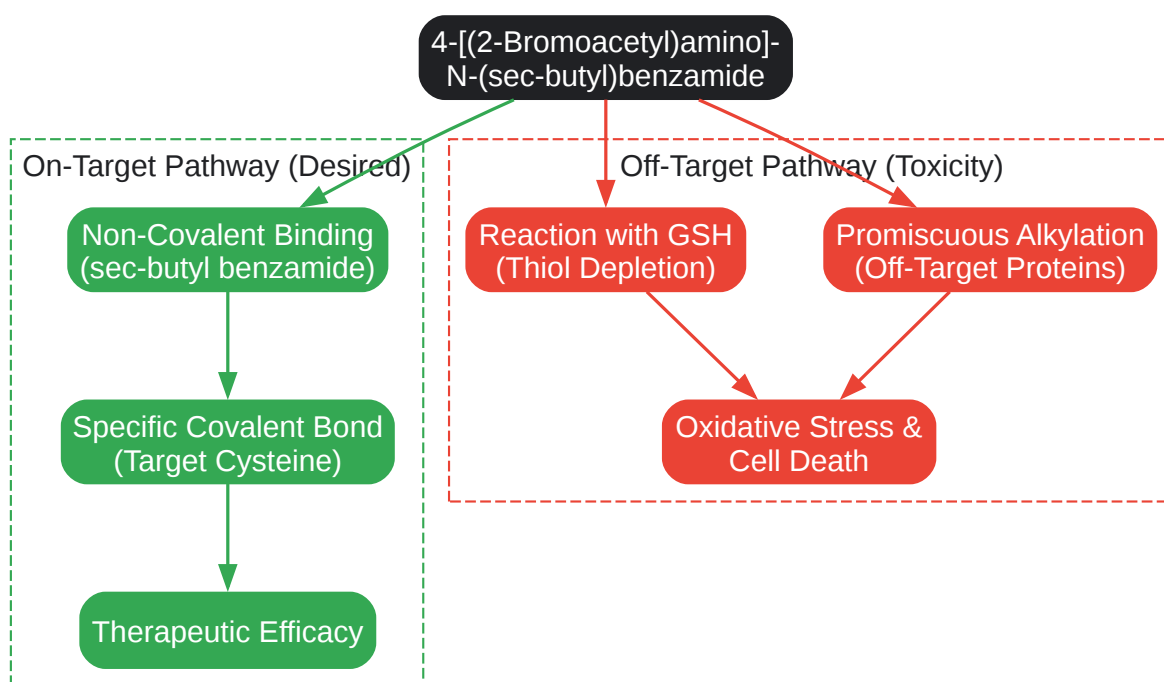 4-[(2-Bromoacetyl)amino]-
N-(sec-butyl)benzamide
On-Target Pathway (Desired)
Non-Covalent Binding
(sec-butyl benzamide)
Specific Covalent Bond
(Target Cysteine)
Therapeutic Efficacy
Off-Target Pathway (Toxicity)
Reaction with GSH
(Thiol Depletion)
Promiscuous Alkylation
(Off-Target Proteins)
Oxidative Stress &
Cell Death